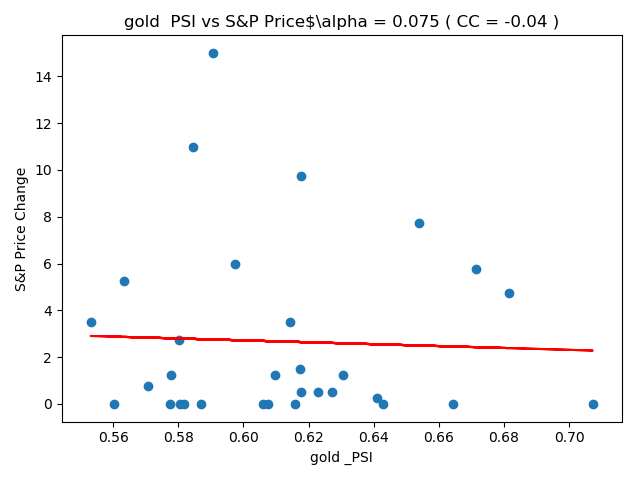 gold  PSI vs S&P Price$\alpha = 0.075 ( CC = -0.04 )
14
12
10
8
6
4
2
0
S&P Price Change
0.56 0.58 0.60 0.62 0.64 0.66 0.68 0.70
gold _PSI